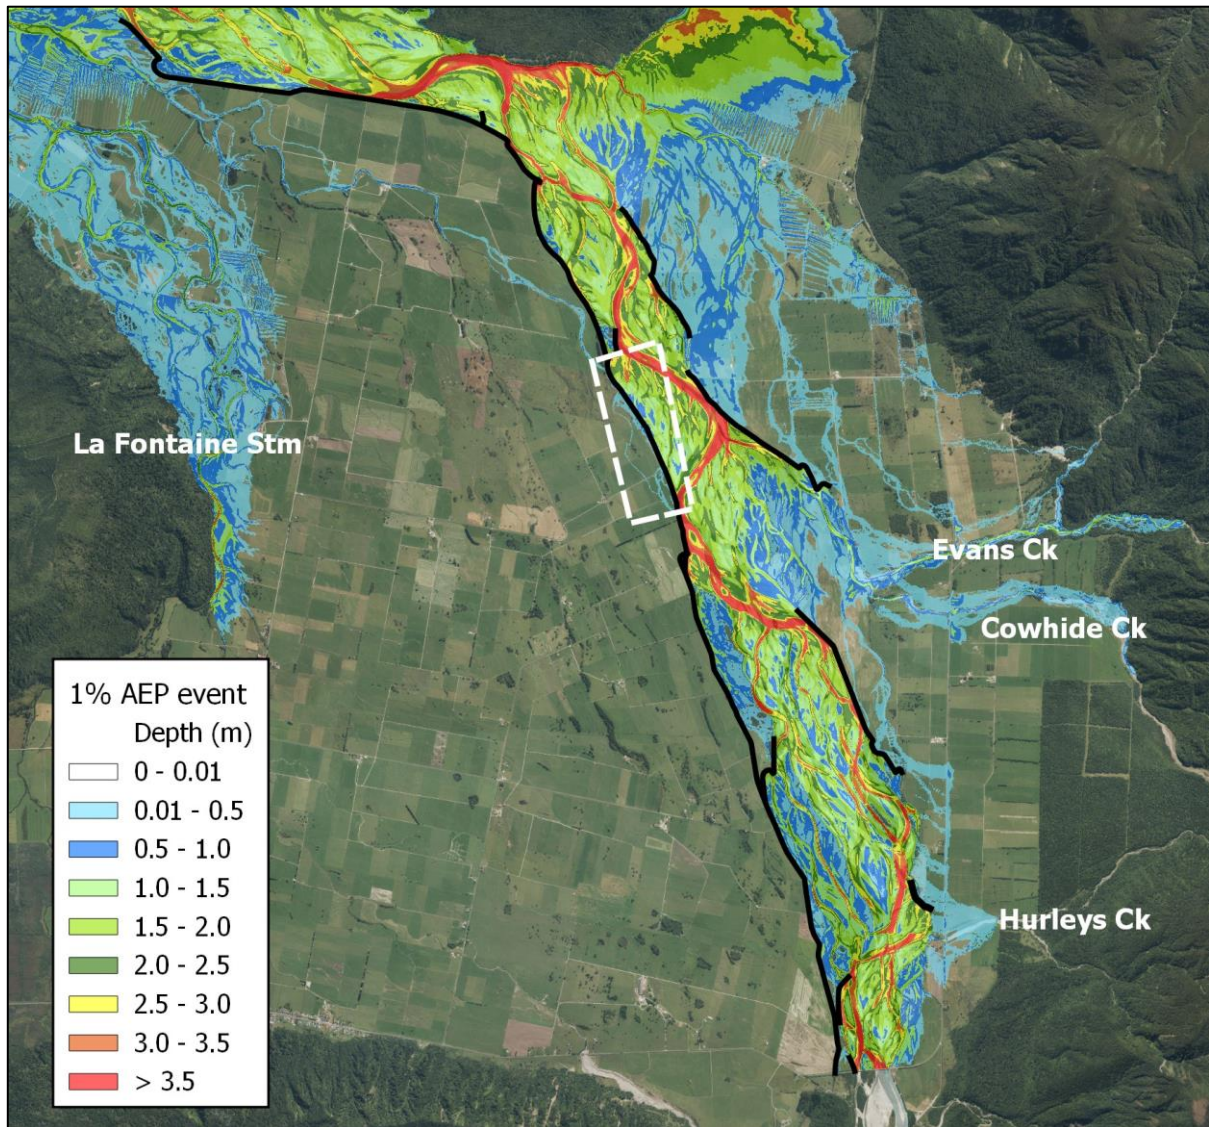 La Fontaine Stm
Evans Ck
Cowhide Ck
Hurleys Ck
1% AEP event
Depth (m)
0 - 0.01
0.01 - 0.5
0.5 - 1.0
1.0 - 1.5
1.5 - 2.0
2.0 - 2.5
2.5 - 3.0
3.0 - 3.5
> 3.5